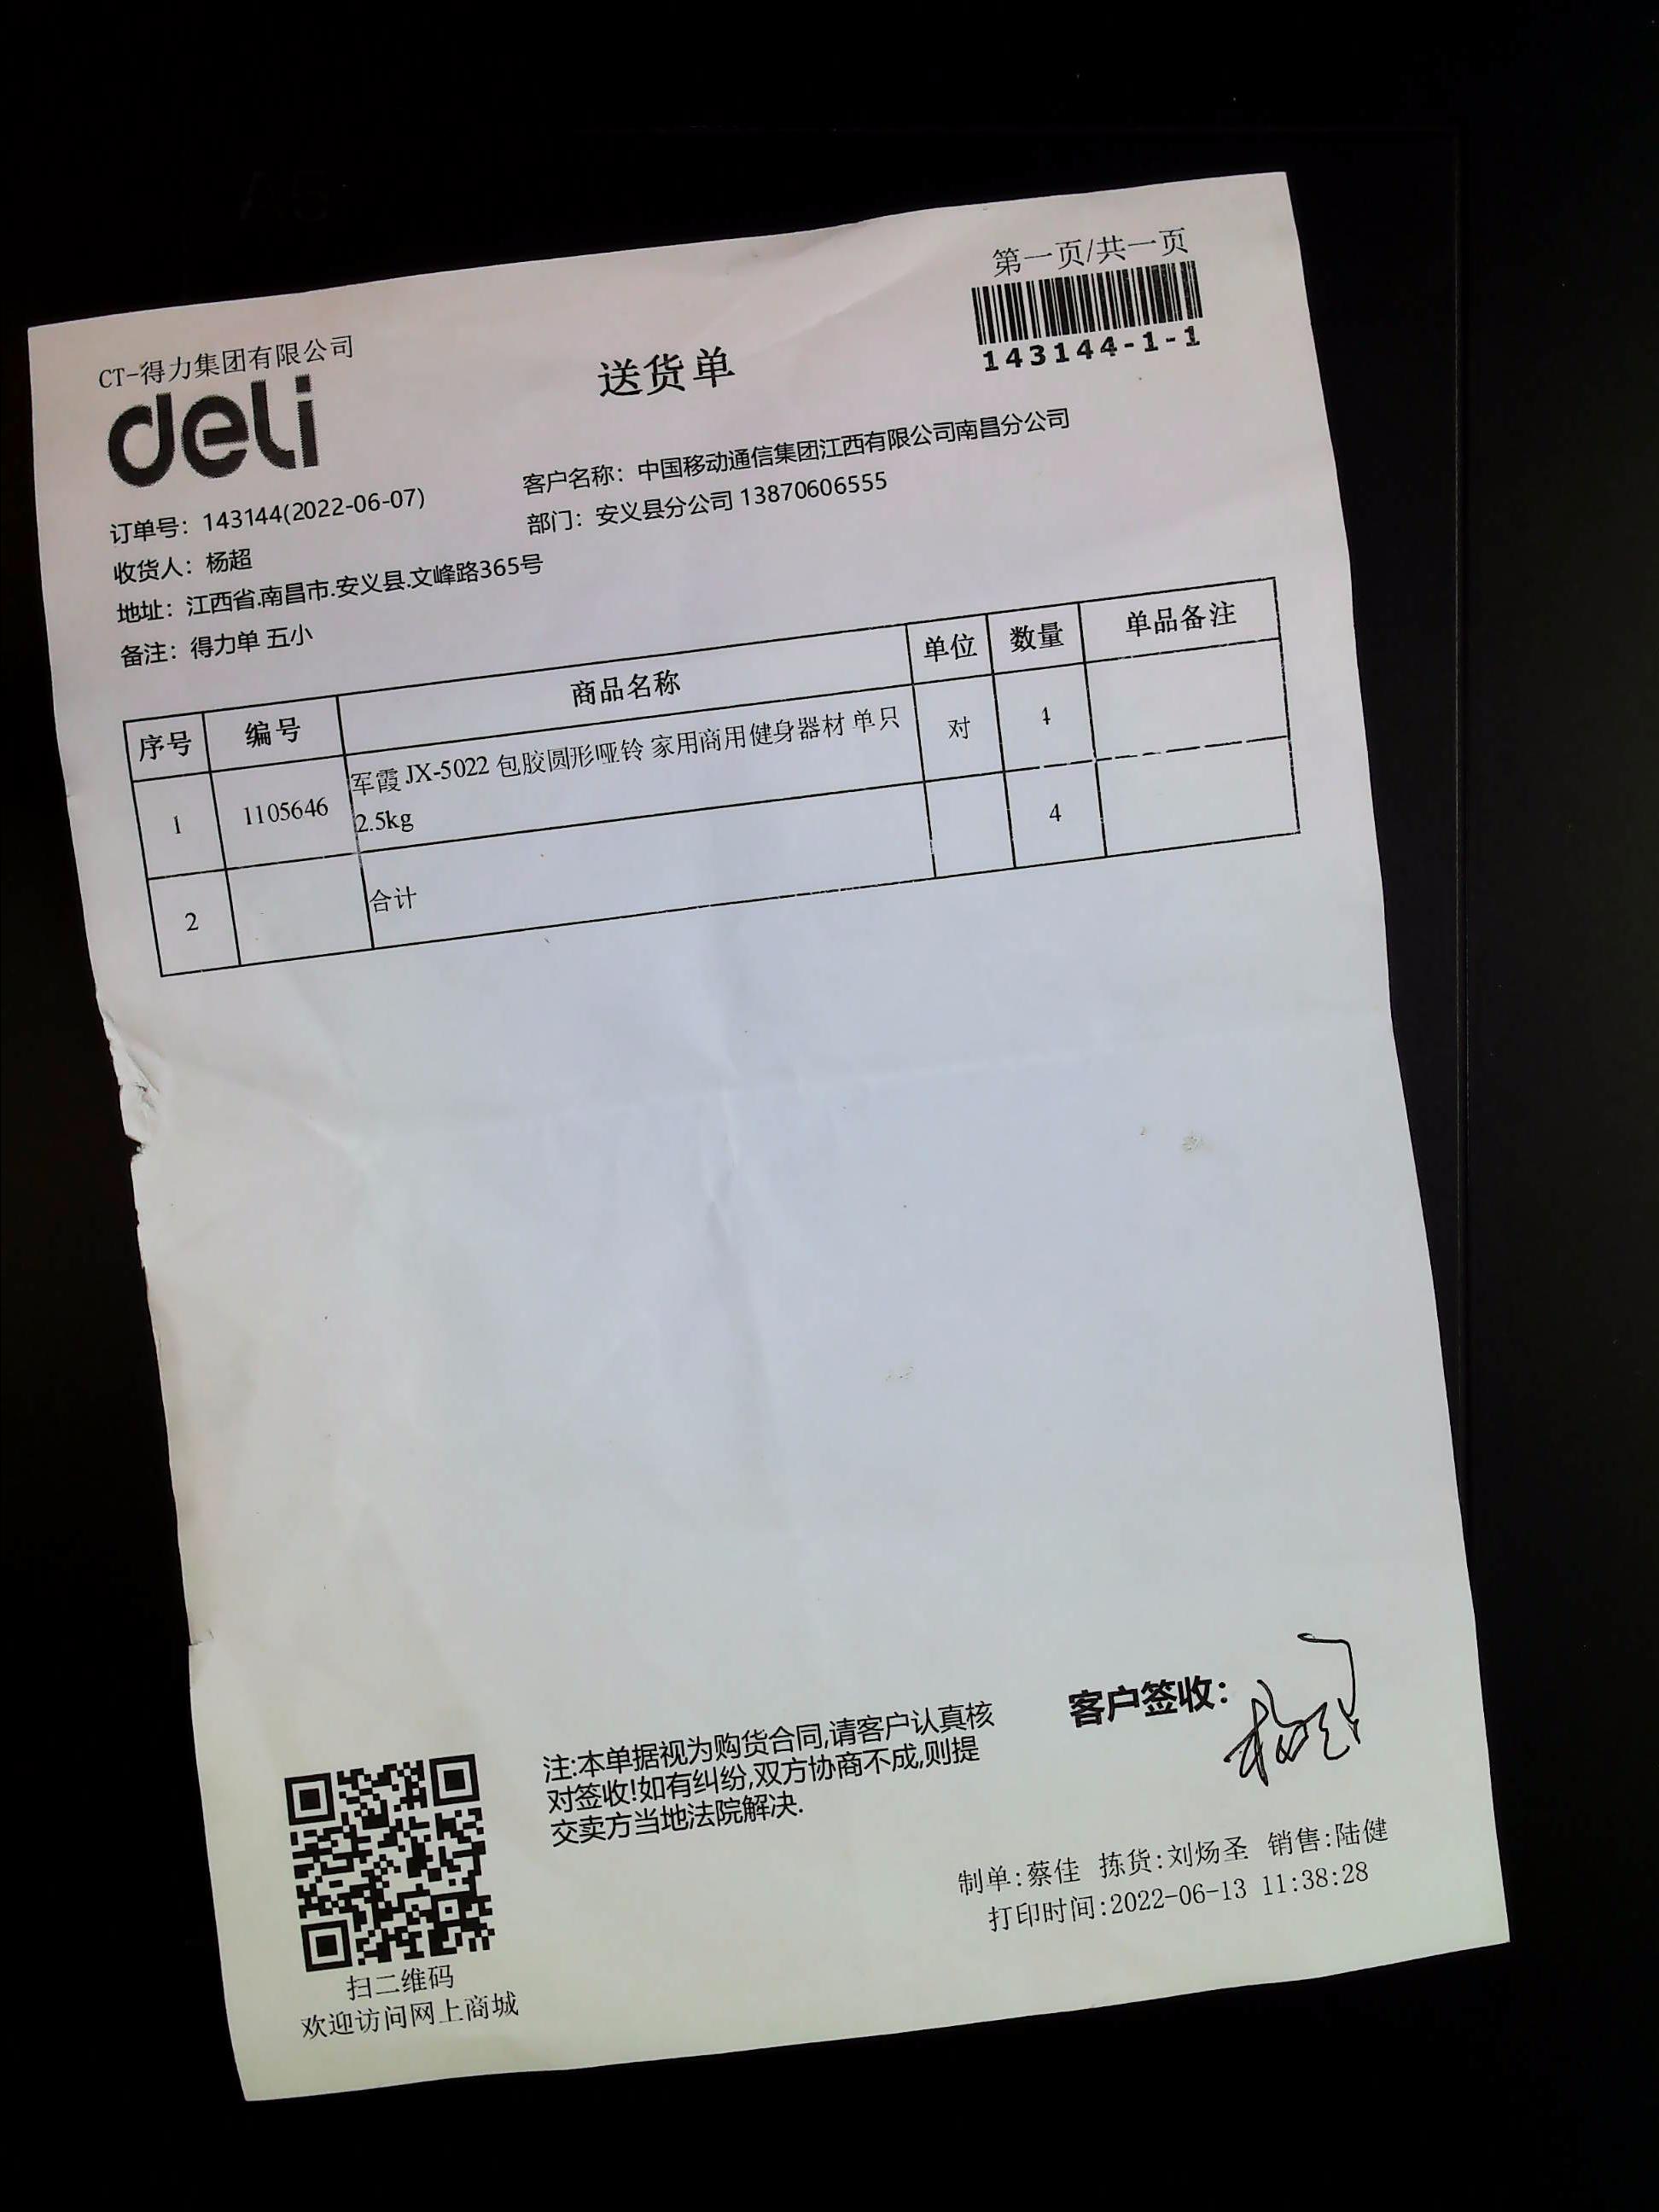 第一页/共一页
143144-1-1
CT-得力集团有限公司
deli
送货单
订单号：143144(2022-06-07)
客户名称：中国移动通信集团江西有限公司南昌分公司
收货人：杨超
部门：安义县分公司 13870606555
地址：江西省.南昌市.安义县.文峰路365号
备注：得力单 五小
序号 编号 商品名称 单位 数量 单品备注
1 1105646 军霞 JX-5022 包胶圆形哑铃 家用商用健身器材 单只 对 4
2.5kg
2 合计 4
注:本单据视为购货合同,请客户认真核
对签收!如有纠纷,双方协商不成,则提
交卖方当地法院解决.
客户签收：
制单:蔡佳 拣货:刘炀圣 销售:陆健
打印时间:2022-06-13 11:38:28
扫二维码
欢迎访问网上商城